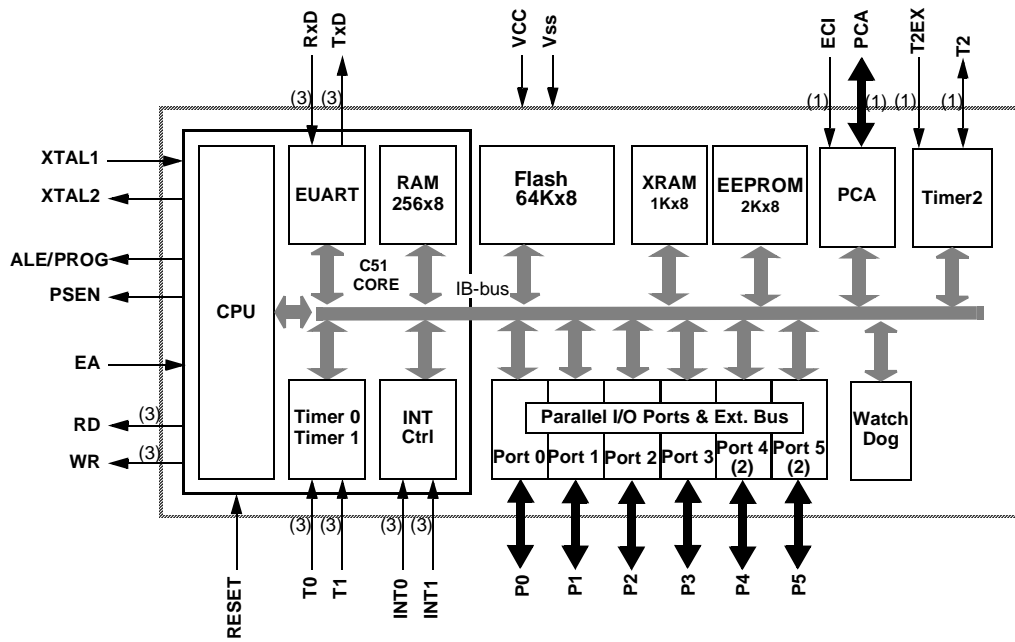 RxD
TxD
VCC
Vss
ECI
PCA
T2EX
T2
(3)
(3)
(1)
(1)
(1)
(1)
XTAL1
XTAL2
ALE/PROG
PSEN
EA
RD
(3)
WR
(3)
CPU
EUART
RAM
256x8
C51
CORE
IB-bus
Flash
64Kx8
XRAM
1Kx8
EEPROM
2Kx8
PCA
Timer2
Timer 0
Timer 1
INT
Ctrl
Parallel I/O Ports & Ext. Bus
Port 0
Port 1
Port 2
Port 3
Port 4
(2)
Port 5
(2)
Watch
Dog
(3)
(3)
(3)
(3)
RESET
T0
T1
INT0
INT1
P0
P1
P2
P3
P4
P5